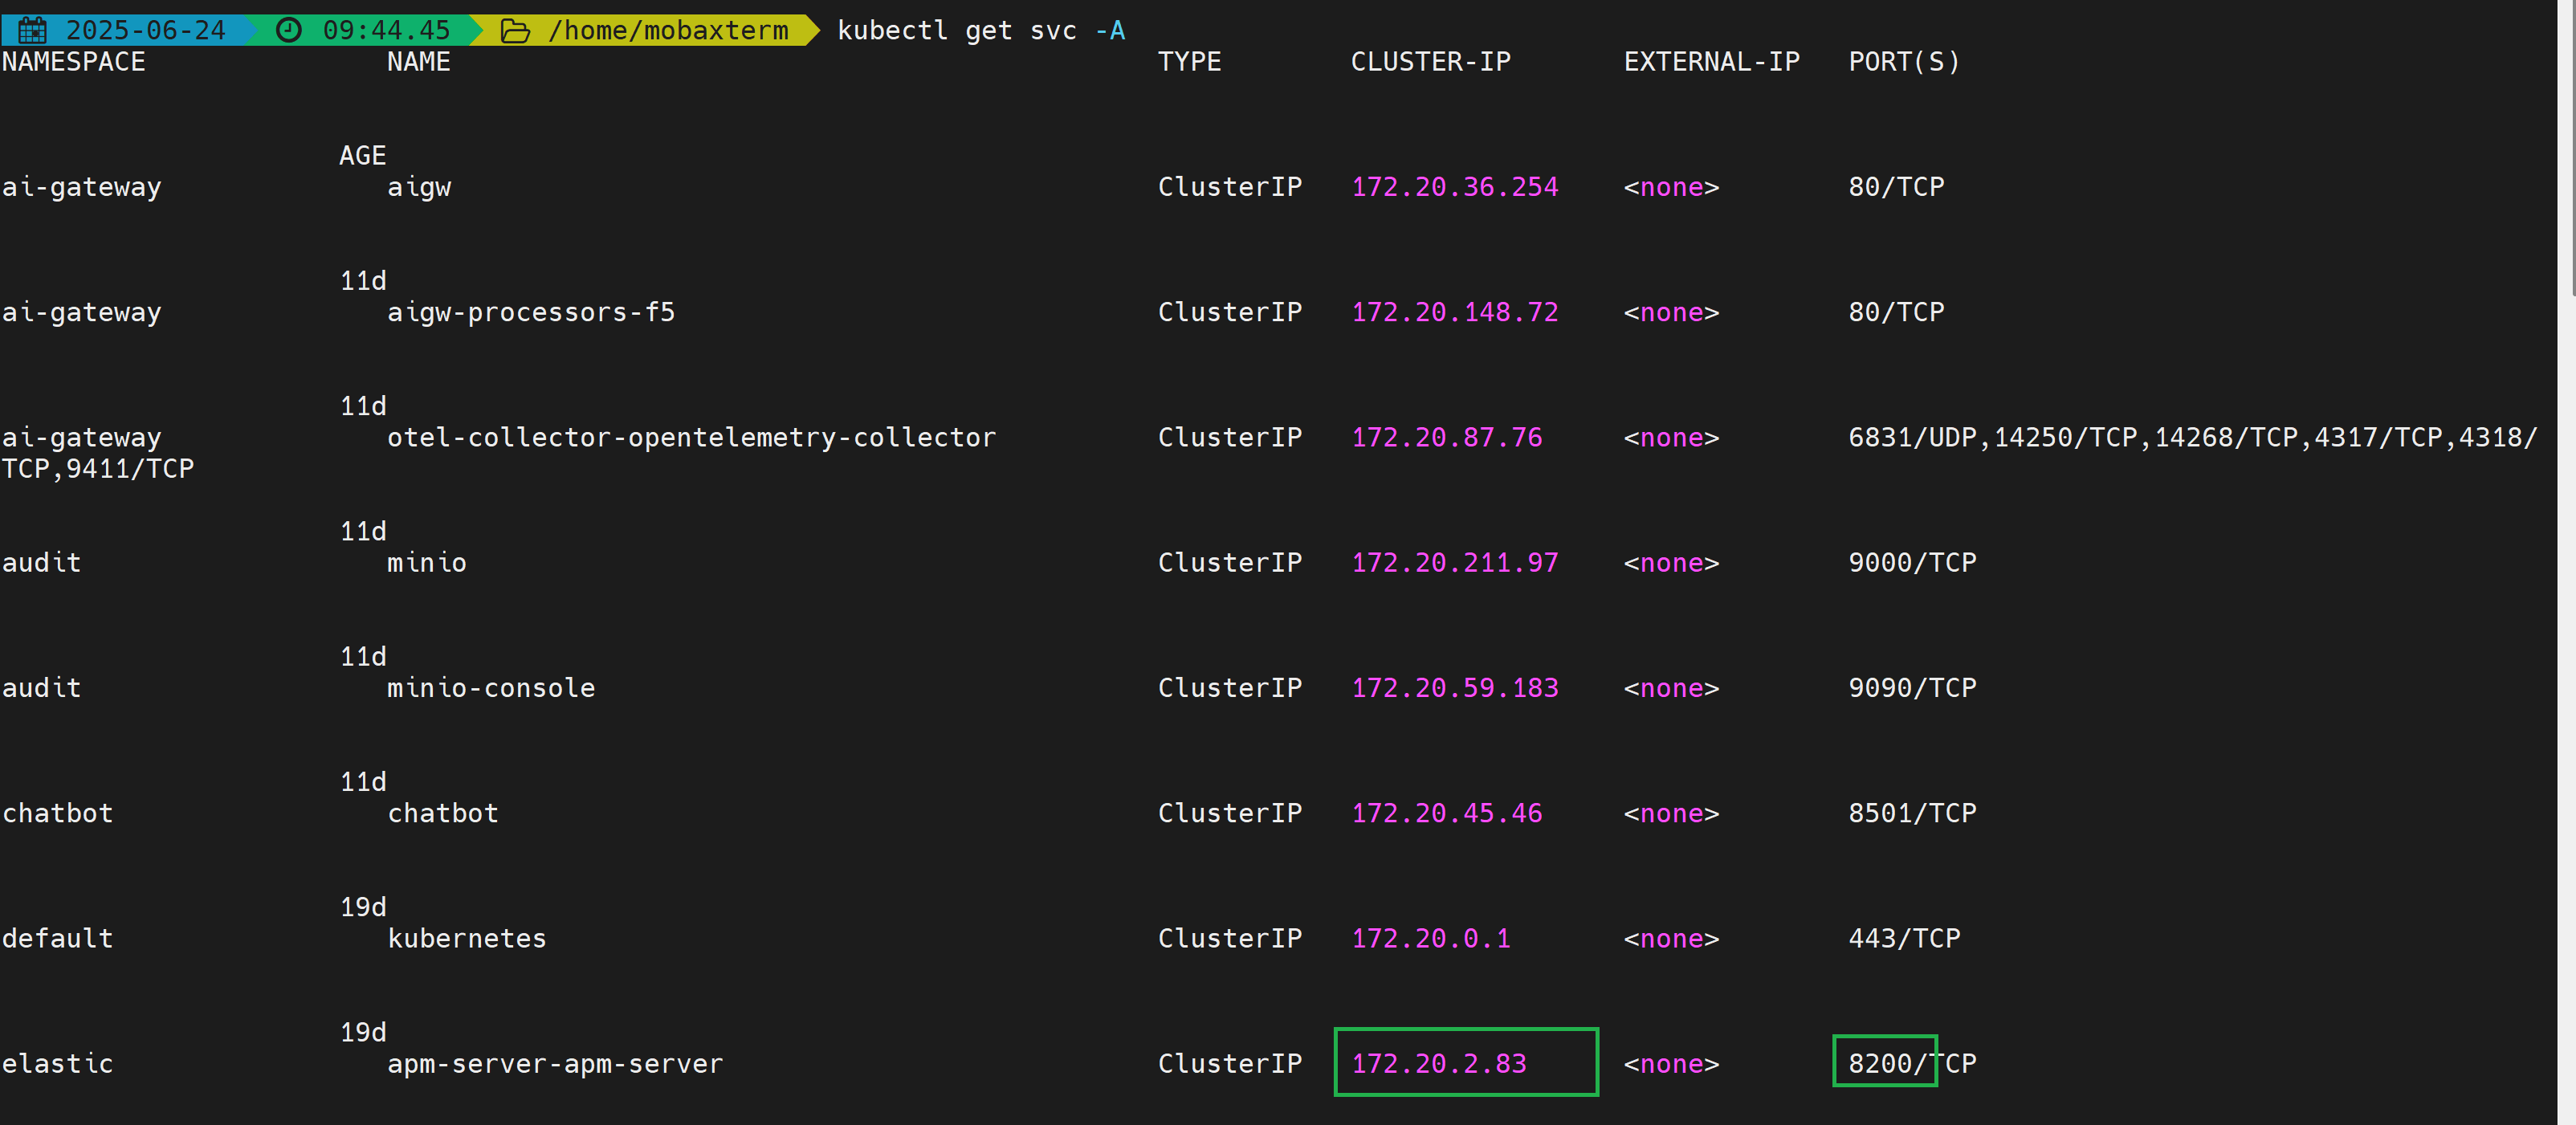 2025-06-24 09:44.45 /home/mobaxterm kubectl get svc -A
NAMESPACE NAME TYPE CLUSTER-IP EXTERNAL-IP PORT(S)
AGE
ai-gateway aigw ClusterIP 172.20.36.254 <none> 80/TCP
11d
ai-gateway aigw-processors-f5 ClusterIP 172.20.148.72 <none> 80/TCP
11d
ai-gateway otel-collector-opentelemetry-collector ClusterIP 172.20.87.76 <none> 6831/UDP,14250/TCP,14268/TCP,4317/TCP,4318/
TCP,9411/TCP
11d
audit minio ClusterIP 172.20.211.97 <none> 9000/TCP
11d
audit minio-console ClusterIP 172.20.59.183 <none> 9090/TCP
11d
chatbot chatbot ClusterIP 172.20.45.46 <none> 8501/TCP
19d
default kubernetes ClusterIP 172.20.0.1 <none> 443/TCP
19d
elastic apm-server-apm-server ClusterIP 172.20.2.83 <none> 8200/TCP